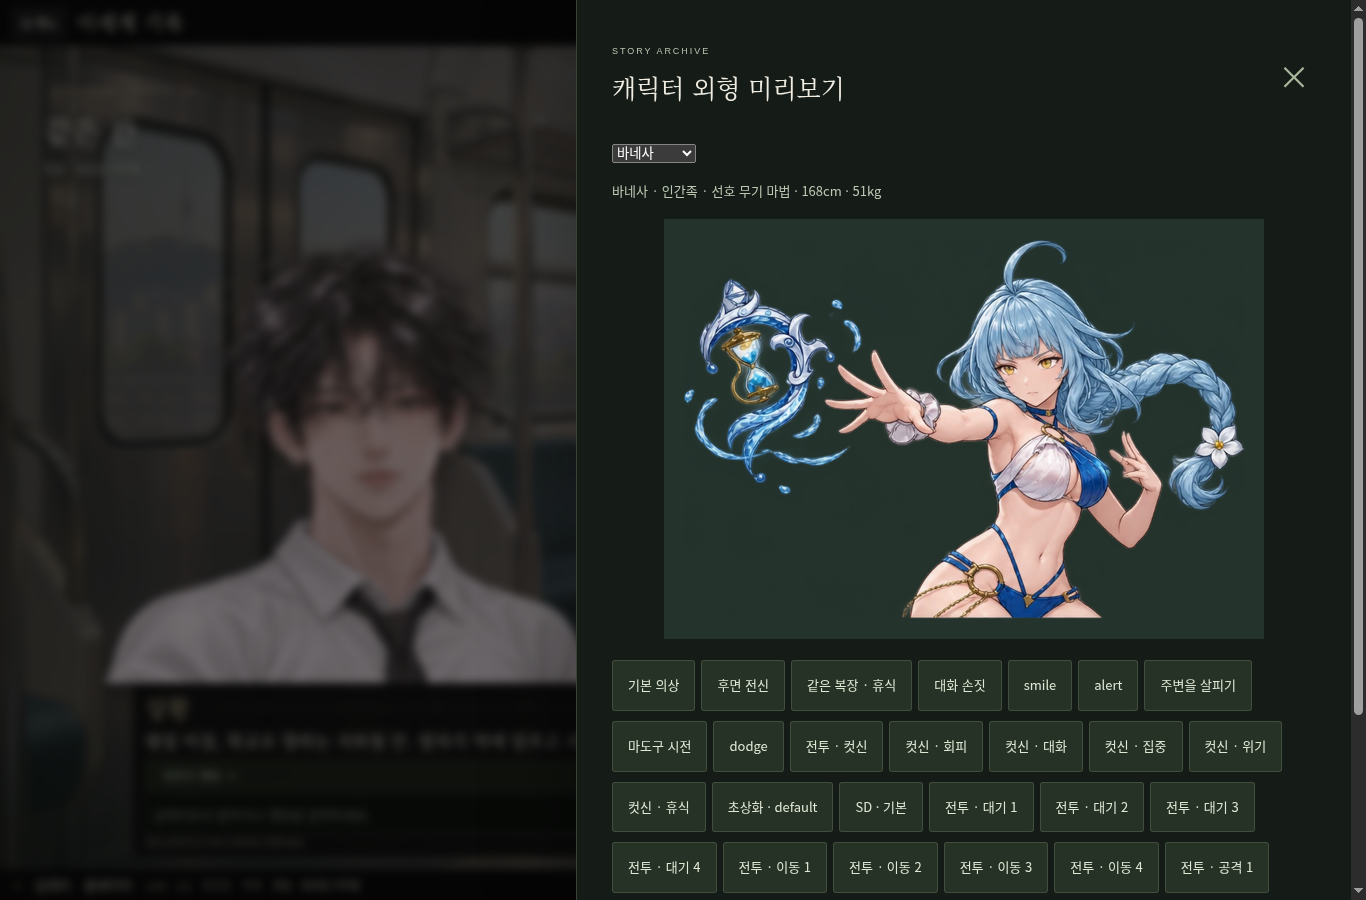 STORY ARCHIVE
캐릭터 외형 미리보기
바네사
바네사 · 인간족 · 선호 무기 마법 · 168cm · 51kg
기본 의상 후면 전신 같은 복장 · 휴식 대화 손짓 smile alert 주변을 살피기
마도구 시전 dodge 전투 · 컷신 컷신 · 회피 컷신 · 대화 컷신 · 집중 컷신 · 위기
컷신 · 휴식 초상화 · default SD · 기본 전투 · 대기 1 전투 · 대기 2 전투 · 대기 3
전투 · 대기 4 전투 · 이동 1 전투 · 이동 2 전투 · 이동 3 전투 · 이동 4 전투 · 공격 1